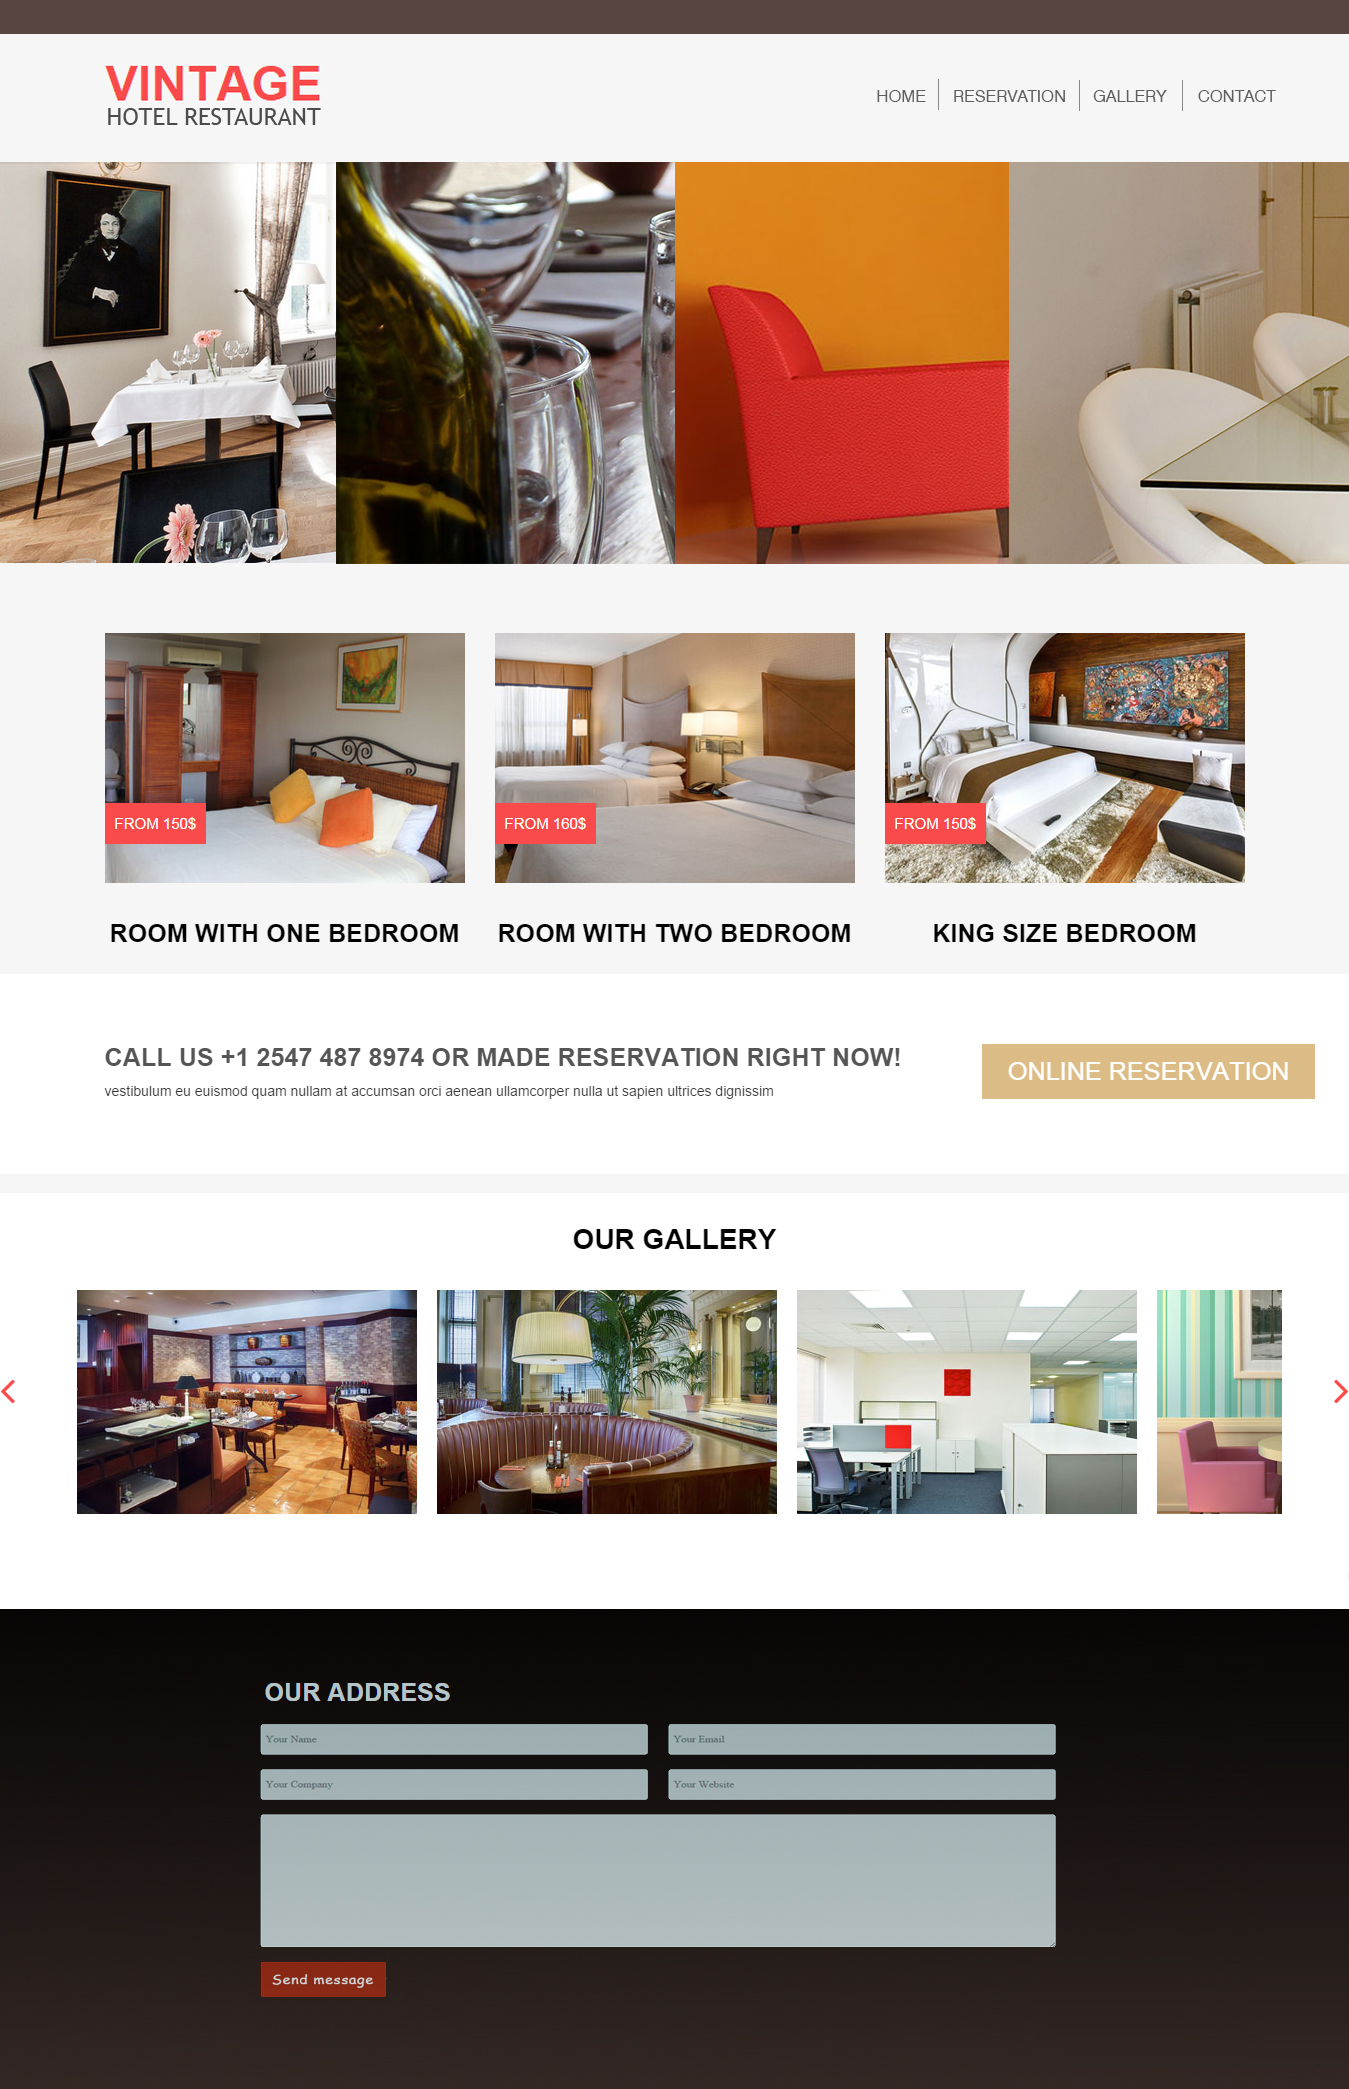 VINTAGE
HOTEL RESTAURANT
HOME
RESERVATION
GALLERY
CONTACT
FROM 150$
FROM 160$
FROM 150$
ROOM WITH ONE BEDROOM
ROOM WITH TWO BEDROOM
KING SIZE BEDROOM
CALL US +1 2547 487 8974 OR MADE RESERVATION RIGHT NOW!
vestibulum eu euismod quam nullam at accumsan orci aenean ullamcorper nulla ut sapien ultrices dignissim
ONLINE RESERVATION
OUR GALLERY
OUR ADDRESS
Your Name
Your Email
Your Company
Your Website
Send message